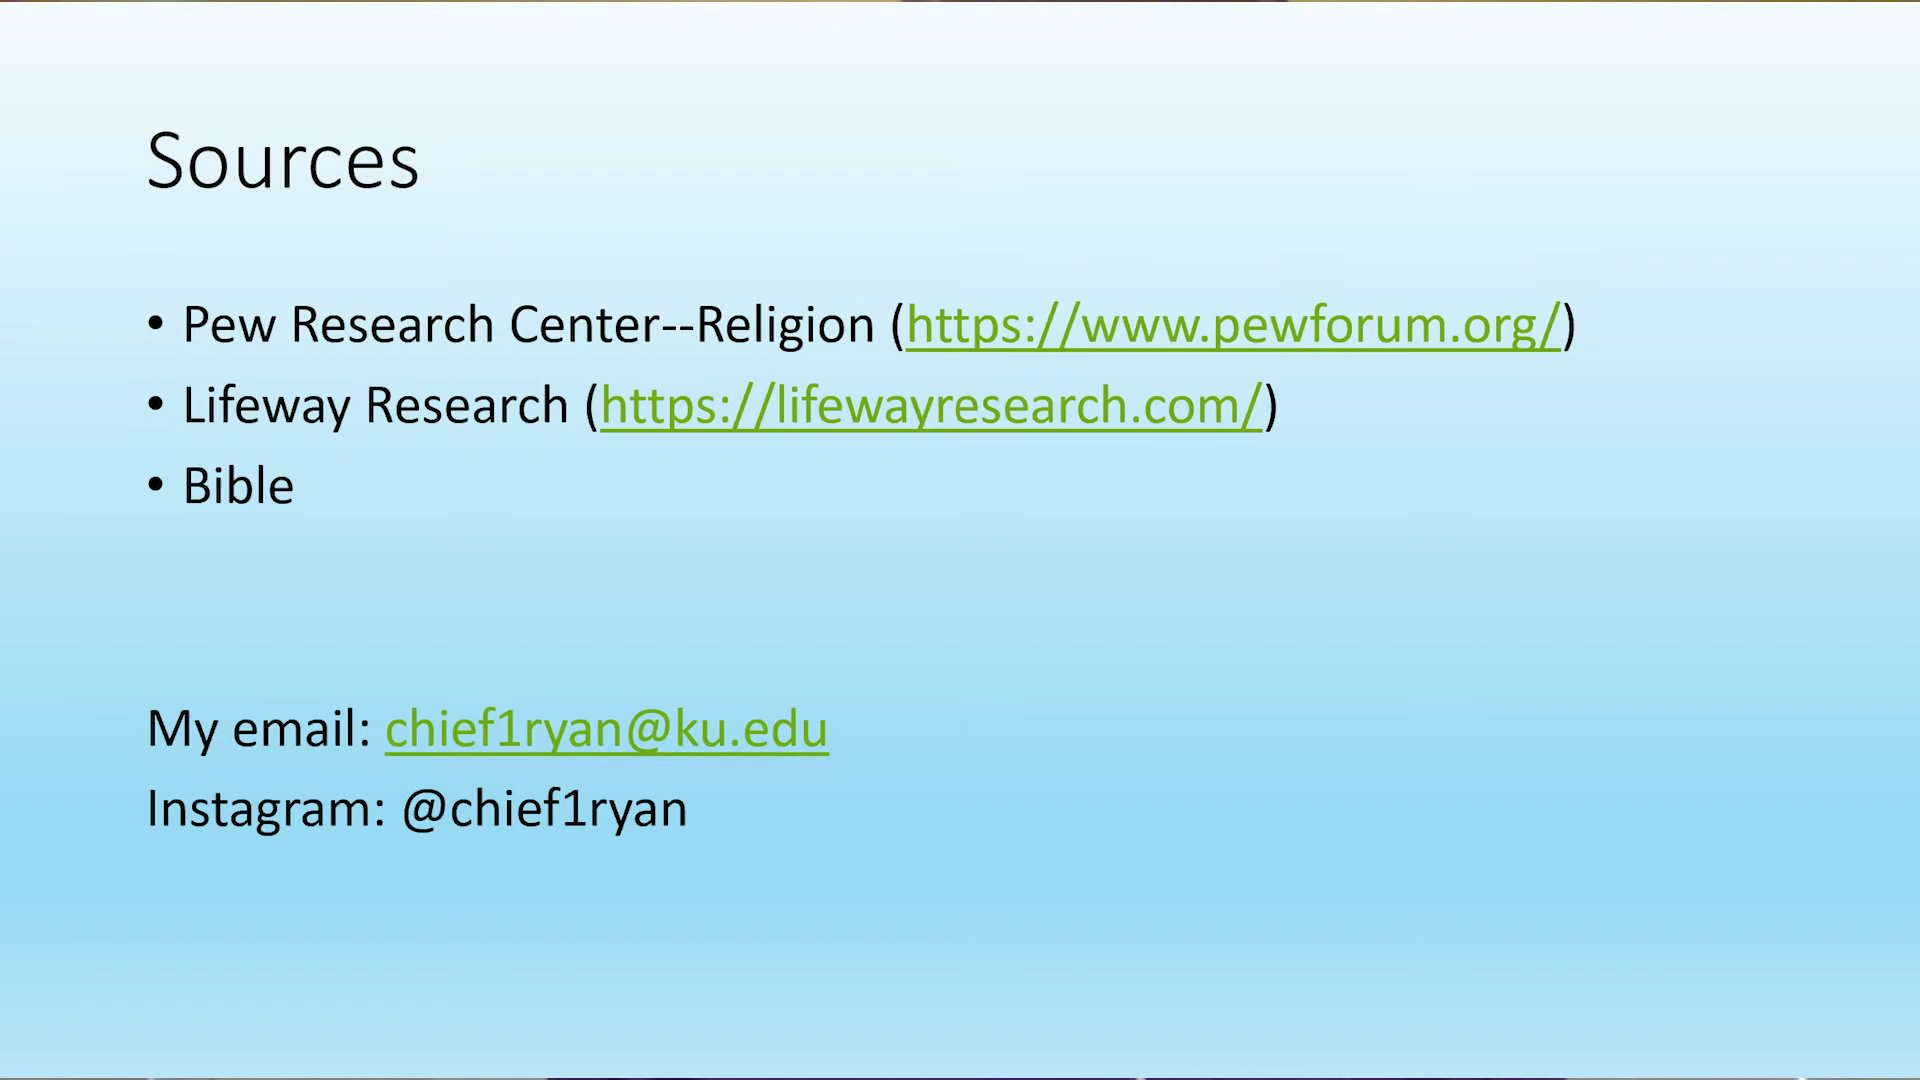 Sources
• Pew Research Center--Religion (https://www.pewforum.org/)
• Lifeway Research (https://lifewayresearch.com/)
• Bible
My email: chief1ryan@ku.edu
Instagram: @chief1ryan